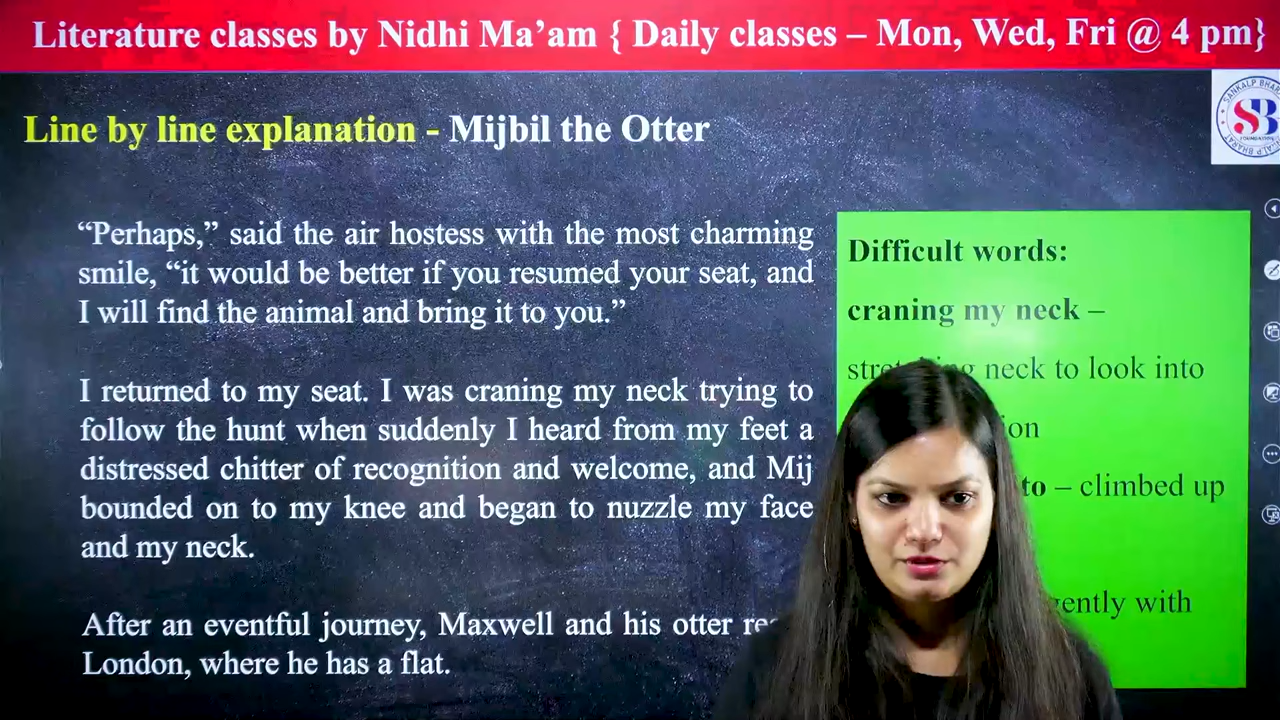 Literature classes by Nidhi Ma’am { Daily classes – Mon, Wed, Fri @ 4 pm}
Line by line explanation - Mijbil the Otter
SB
“Perhaps,” said the air hostess with the most charming
smile, “it would be better if you resumed your seat, and
I will find the animal and bring it to you.”
I returned to my seat. I was craning my neck trying to
follow the hunt when suddenly I heard from my feet a
distressed chitter of recognition and welcome, and Mij
bounded on to my knee and began to nuzzle my face
and my neck.
After an eventful journey, Maxwell and his otter
London, where he has a flat.
Difficult words:
craning my neck –
neck to look into
to – climbed up
gently with